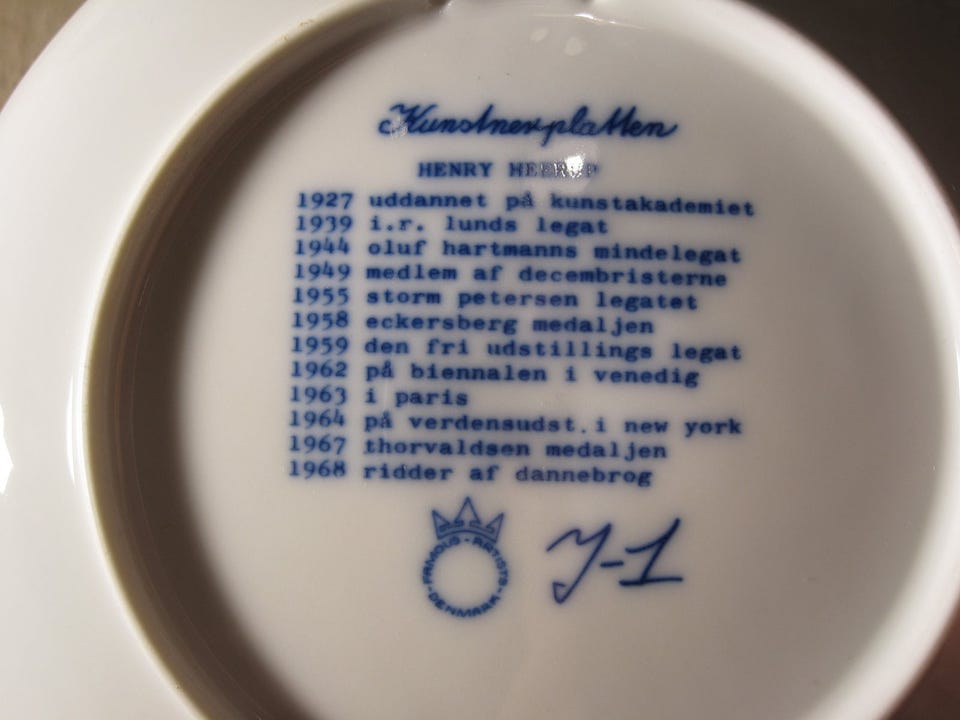 Kunstnerplatten
HENRY HEERUP
1927 uddannet på kunstakademiet
1939 i.r. lunds legat
1944 oluf hartmanns mindelegat
1949 medlem af decembristerne
1955 storm petersen legatet
1958 eckersberg medaljen
1959 den fri udstillings legat
1962 på biennalen i venedig
1963 i paris
1964 på verdensudst. i new york
1967 thorvaldsen medaljen
1968 ridder af dannebrog
FAMOUS - ARTISTS - DENMARK -
Y-1